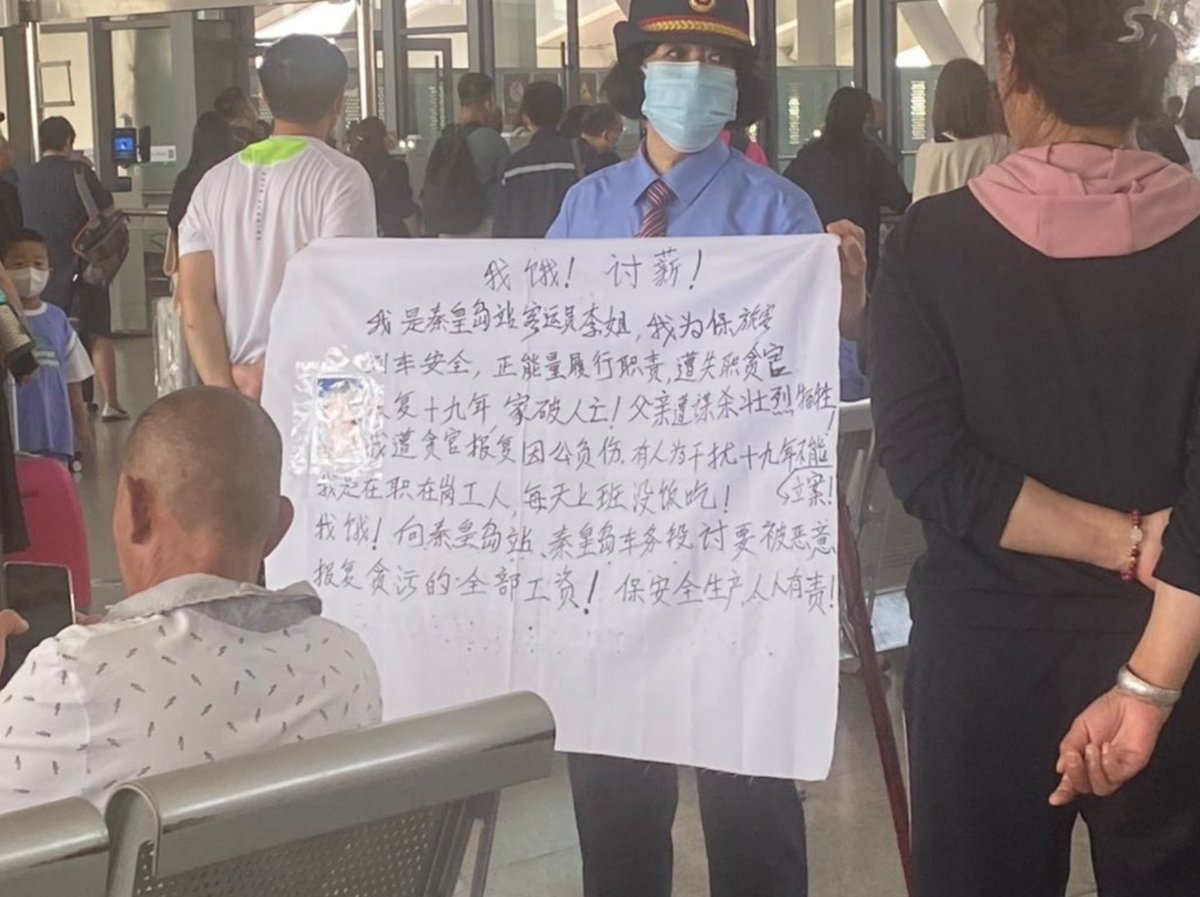 我饿！讨薪！
我是秦皇岛站客运员李姐，我为保旅客
列车安全，正能量履行职责，遭失职贪官
复十九年，家破人亡！父亲遭谋杀壮烈牺牲！
我遭贪官报复因公负伤，有人为干扰十九年不能
立案！
我是在职在岗工人，每天上班没饭吃！
我饿！向秦皇岛站、秦皇岛车务段讨要被恶意
报复贪污的全部工资！保安全生产，人人有责！